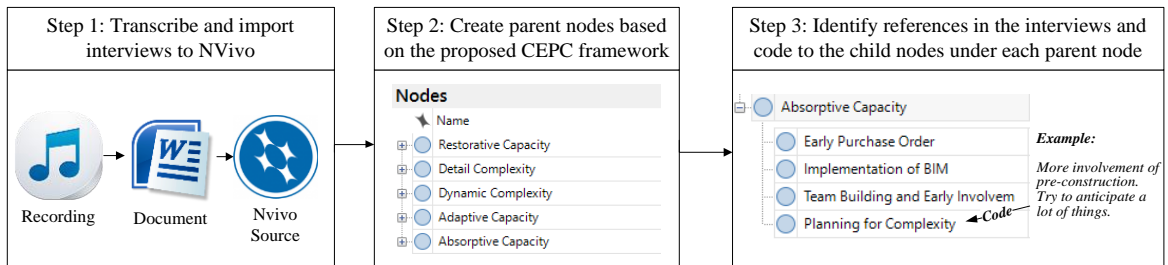 Step 1: Transcribe and import
interviews to NVivo
Recording
Document
Nvivo
Source
Step 2: Create parent nodes based
on the proposed CEPC framework
Nodes
Name
Restorative Capacity
Detail Complexity
Dynamic Complexity
Adaptive Capacity
Absorptive Capacity
Step 3: Identify references in the interviews and
code to the child nodes under each parent node
Absorptive Capacity
Early Purchase Order
Implementation of BIM
Team Building and Early Involvem
Planning for Complexity
Example:
More involvement of
pre-construction.
Try to anticipate a
lot of things.
Code